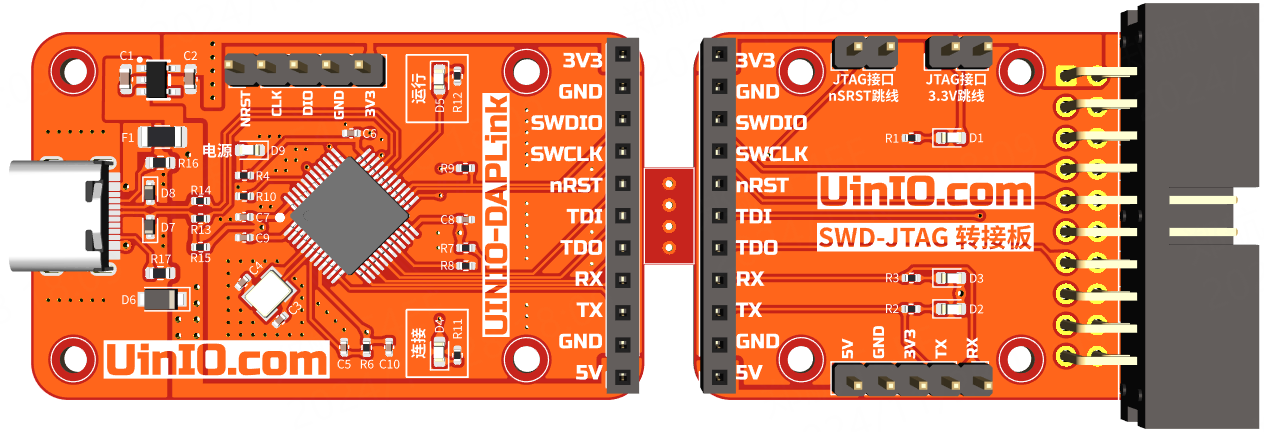 C1
C2
F1
R16
D8
D7
R17
D6
R14
R13
R15
NRST
CLK
DIO
GND
3V3
电源
D9
R4
R10
C7
C9
C4
C3
C6
运行
D5
R12
R9
C8
R7
R8
连接
D4
R11
C5
R6
C10
UinIO.com
UINIO-DAPLink
3V3
GND
SWDIO
SWCLK
nRST
TDI
TDO
RX
TX
GND
5V
3V3
GND
SWDIO
SWCLK
nRST
TDI
TDO
RX
TX
GND
5V
JTAG接口
nSRST跳线
JTAG接口
3.3V跳线
R1
D1
UinIO.com
SWD-JTAG 转接板
R3
D3
R2
D2
5V
GND
3V3
TX
RX